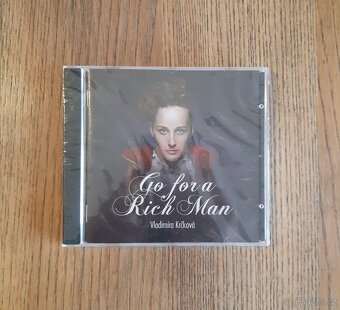 Go for a
Rich Man
Vladimíra Krčková